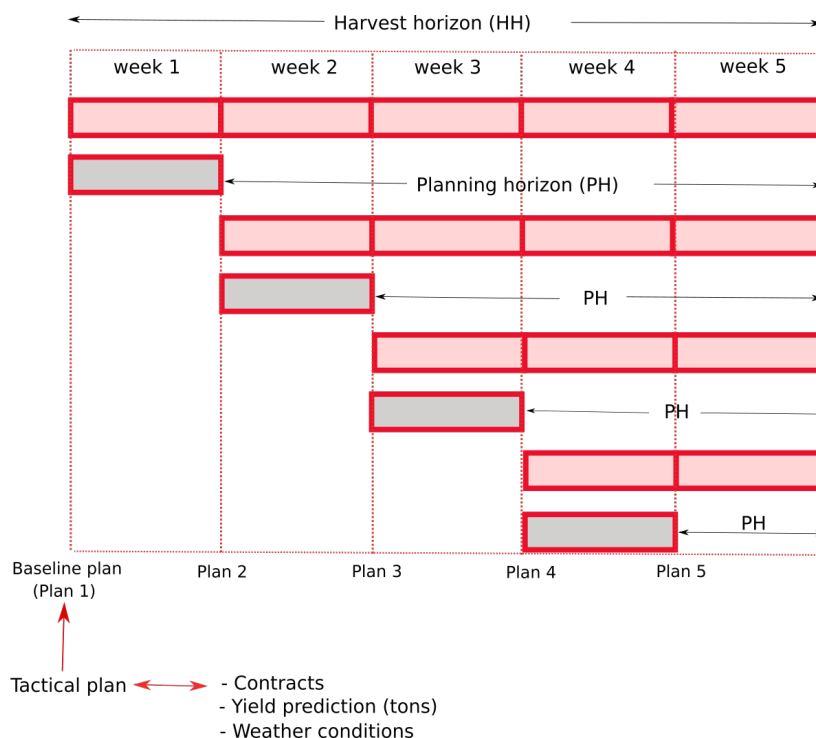 Harvest horizon (HH)
week 1 week 2 week 3 week 4 week 5
Planning horizon (PH)
PH
PH
PH
Baseline plan
(Plan 1)
Plan 2 Plan 3 Plan 4 Plan 5
Tactical plan
- Contracts
- Yield prediction (tons)
- Weather conditions